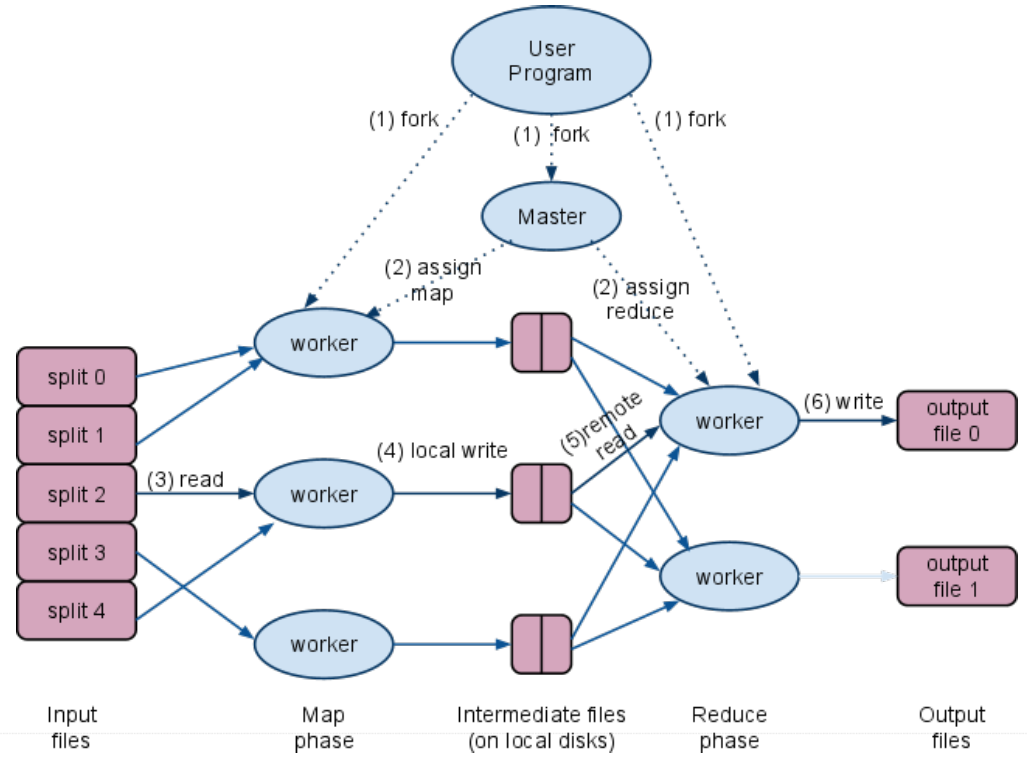 User
Program
(1) fork
(1) fork
(1) fork
Master
(2) assign
map
(2) assign
reduce
worker
split 0
split 1
split 2
split 3
split 4
(3) read
worker
(4) local write
(5)remote
read
worker
(6) write
output
file 0
worker
output
file 1
worker
Input
files
Map
phase
Intermediate files
(on local disks)
Reduce
phase
Output
files